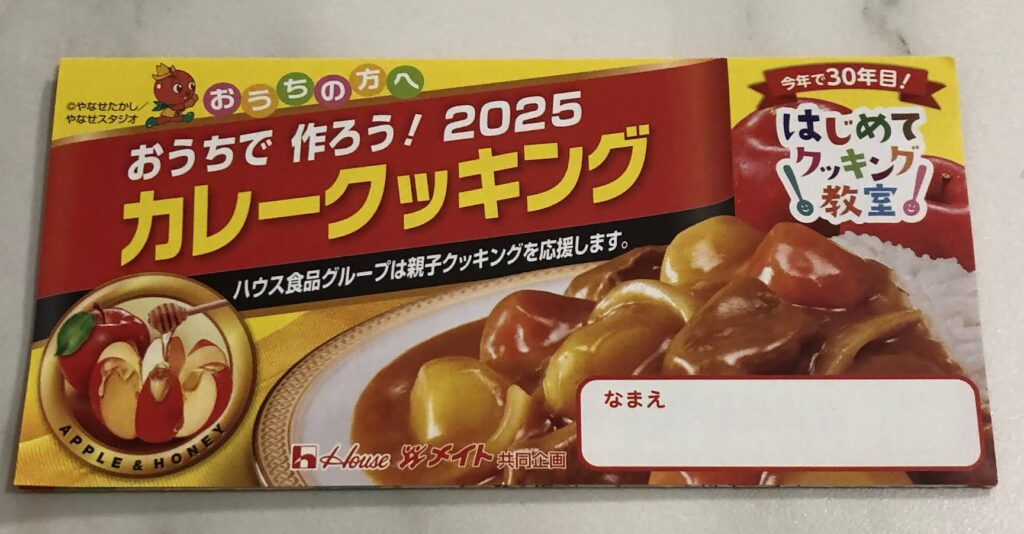 ©やなせたかし／
やなせスタジオ
おうちの方へ
おうちで 作ろう！ 2025
カレークッキング
ハウス食品グループは親子クッキングを応援します。
今年で30年目！
はじめて
クッキング
教室
APPLE & HONEY
なまえ
House メイト 共同企画